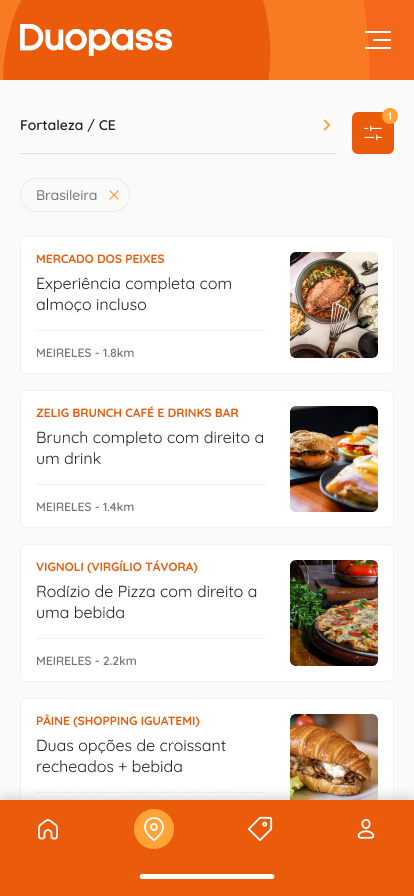 Duopass
Fortaleza / CE
1
Brasileira
MERCADO DOS PEIXES
Experiência completa com
almoço incluso
MEIRELES - 1.8km
ZELIG BRUNCH CAFÉ E DRINKS BAR
Brunch completo com direito a
um drink
MEIRELES - 1.4km
VIGNOLI (VIRGÍLIO TÁVORA)
Rodízio de Pizza com direito a
uma bebida
MEIRELES - 2.2km
PÂINE (SHOPPING IGUATEMI)
Duas opções de croissant
recheados + bebida